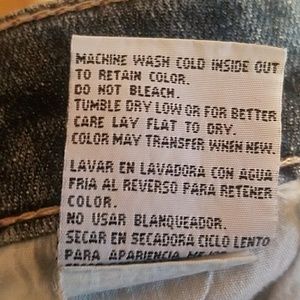 MACHINE WASH COLD INSIDE OUT
TO RETAIN COLOR.
DO NOT BLEACH.
TUMBLE DRY LOW OR FOR BETTER
CARE LAY FLAT TO DRY.
COLOR MAY TRANSFER WHEN NEW.
LAVAR EN LAVADORA CON AGUA
FRIA AL REVERSO PARA RETENER
COLOR.
NO USAR BLANQUEADOR.
SECAR EN SECADORA CICLO LENTO
PARA APARIENCIA